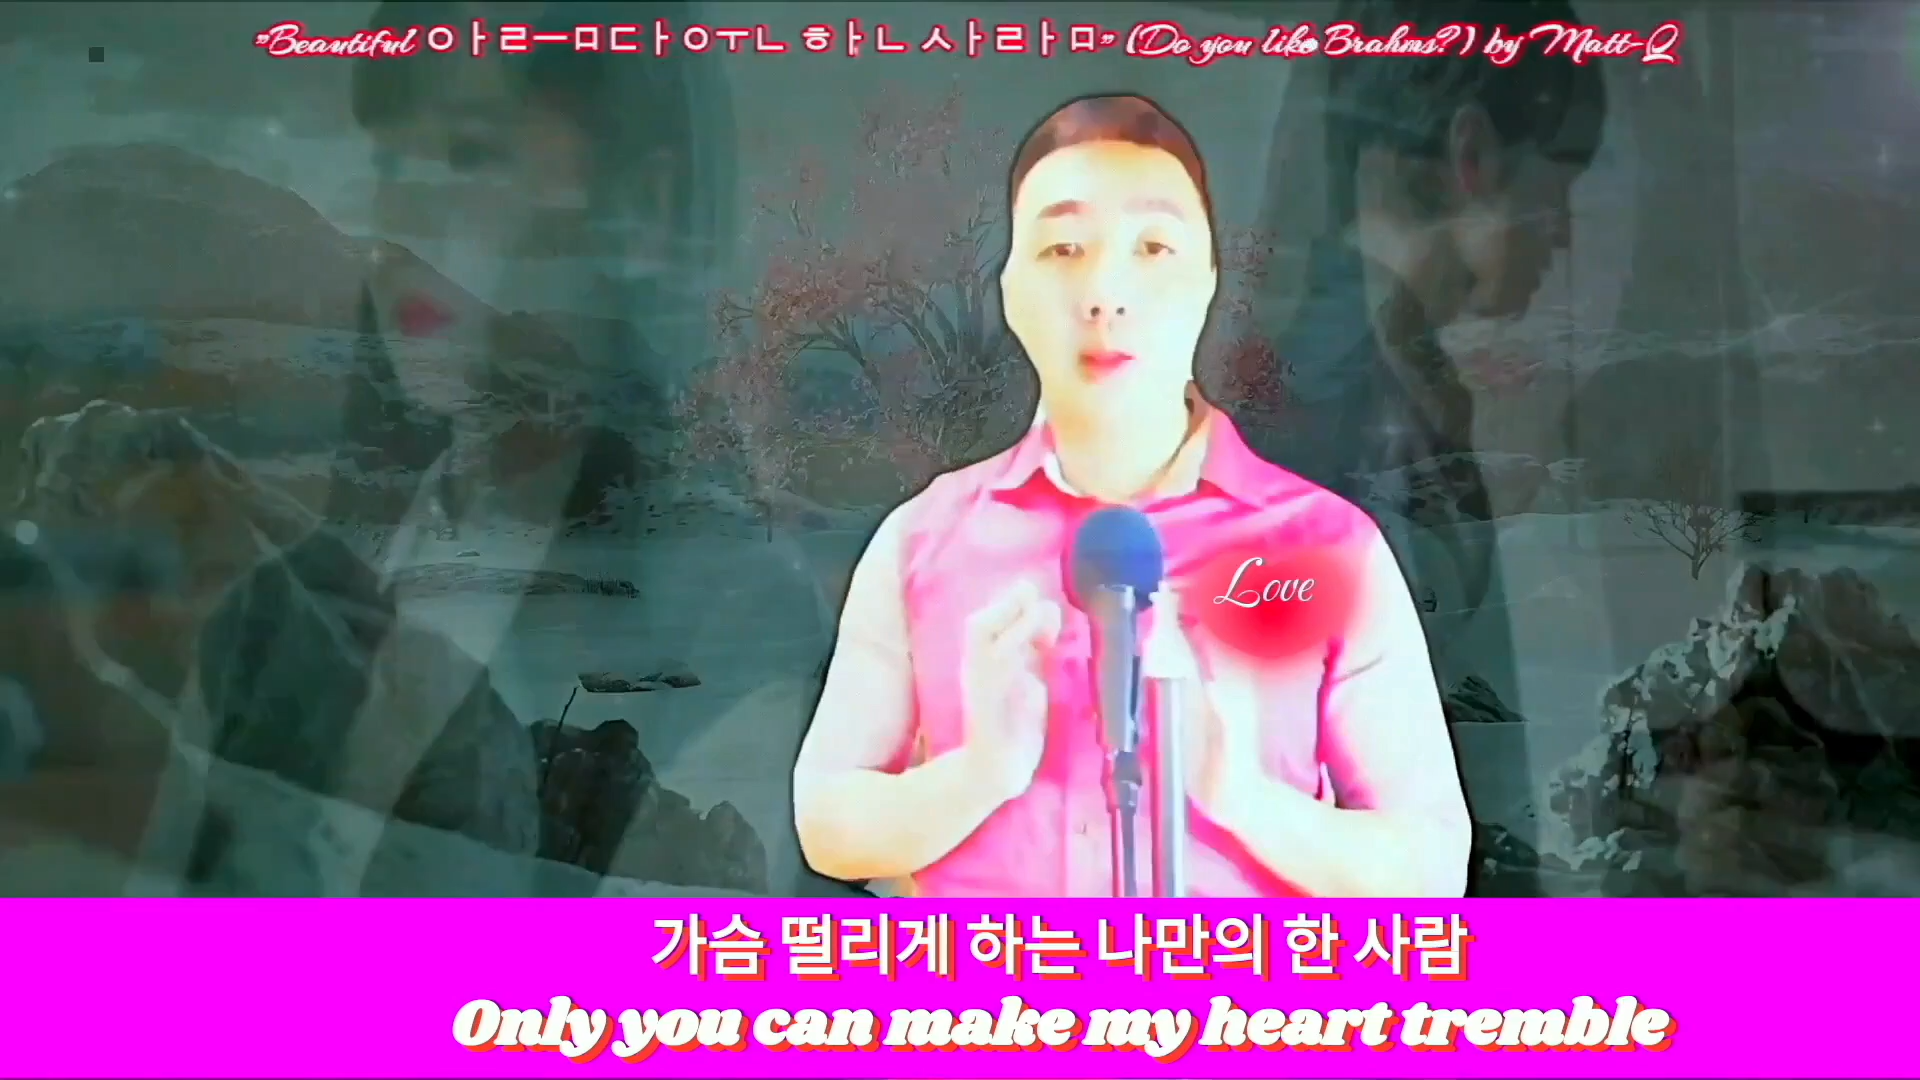 "Beautiful ㅇㅏㄹㅡㅁㄷㅏㅇㅜㄴ ㅎㅏㄴ ㅅㅏㄹㅏㅁ" (Do you like Brahms?) by Matt-Q
Love
가슴 떨리게 하는 나만의 한 사람
Only you can make my heart tremble